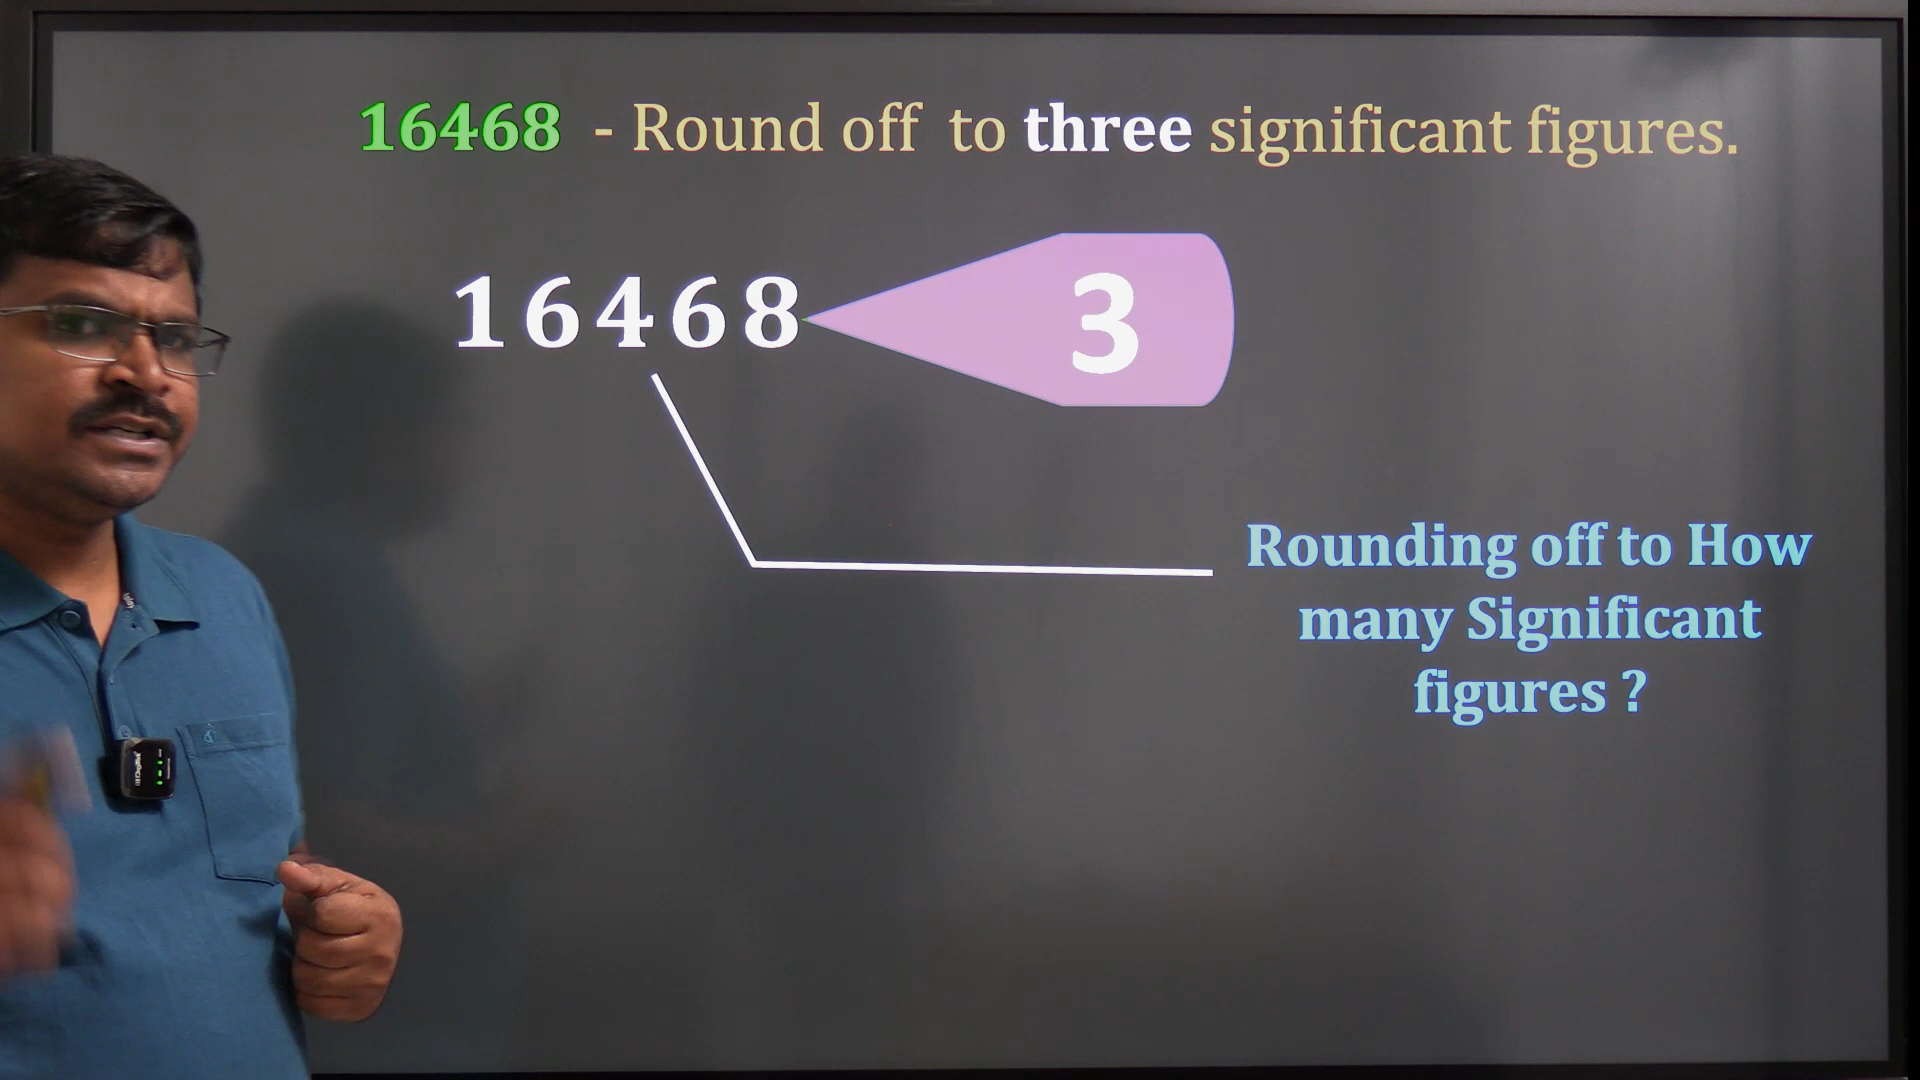 16468 - Round off to three significant figures.
16468
3
Rounding off to How
many Significant
figures ?